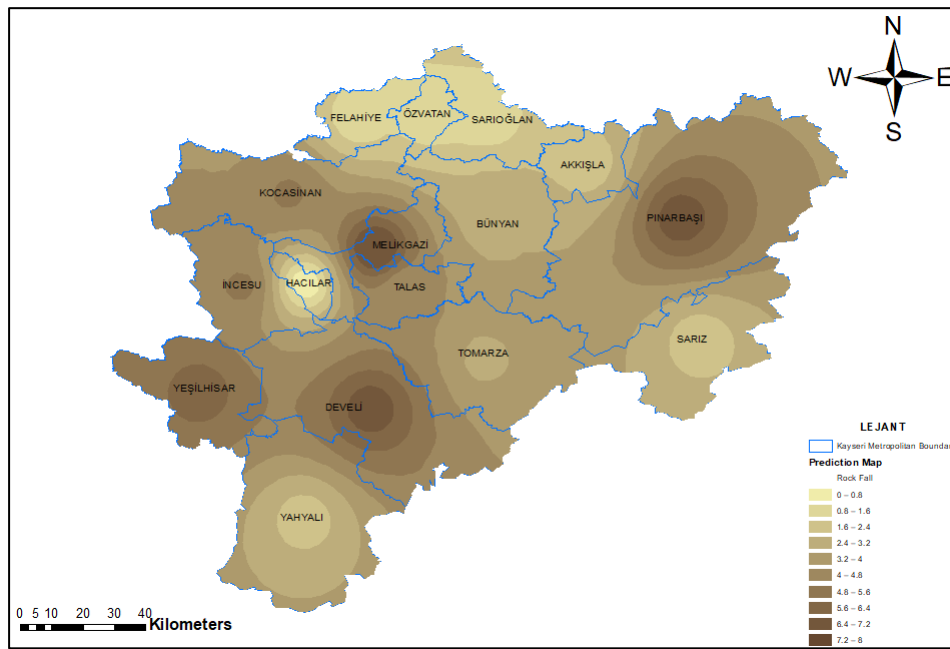 N
W E
S
FELAHİYE
ÖZVATAN
SARIOĞLAN
AKKIŞLA
KOCASİNAN
PINARBAŞI
BÜNYAN
MELİKGAZİ
İNCESU
HACILAR
TALAS
SARIZ
TOMARZA
YEŞİLHİSAR
DEVELİ
YAHYALI
LEJANT
Kayseri Metropolitan Boundar
Prediction Map
Rock Fall
0 – 0.8
0.8 – 1.6
1.6 – 2.4
2.4 – 3.2
3.2 – 4
4 – 4.8
4.8 – 5.6
5.6 – 6.4
6.4 – 7.2
7.2 – 8
0 5 10 20 30 40
Kilometers